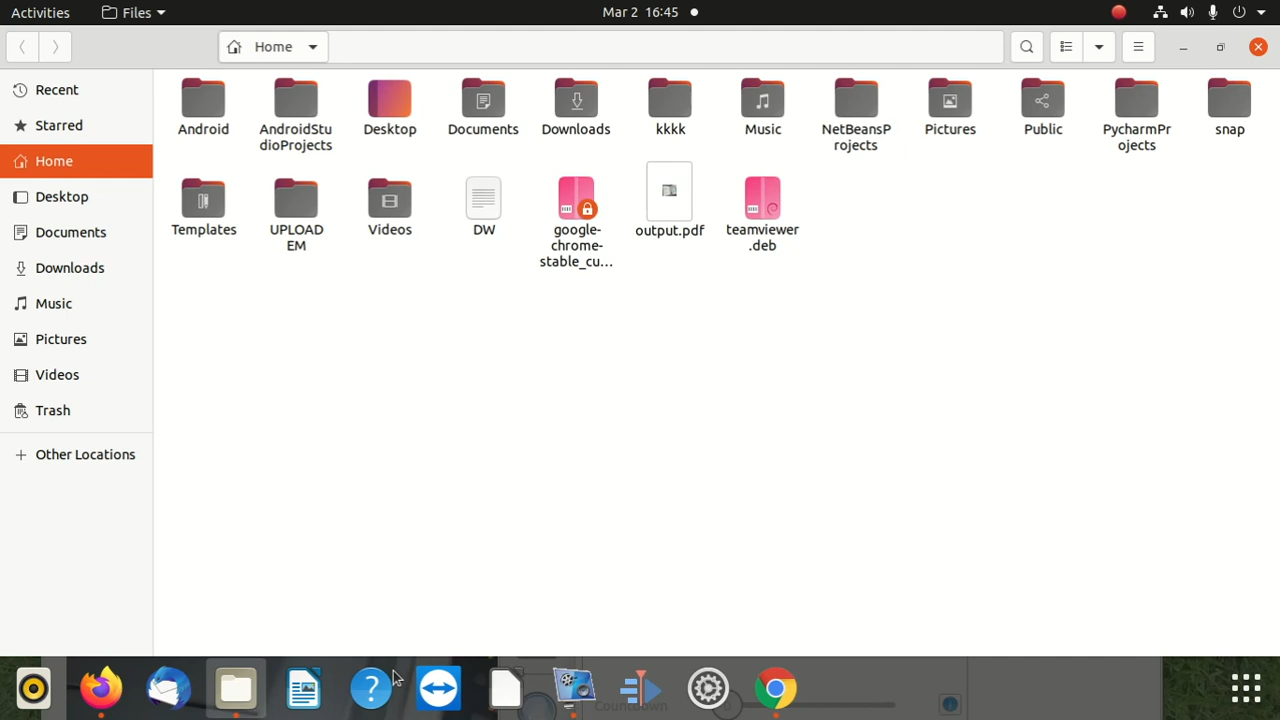 Activities Files Mar 2 16:45
Home
Recent
Starred
Home
Desktop
Documents
Downloads
Music
Pictures
Videos
Trash
Other Locations
Android AndroidStu Desktop Documents Downloads kkkk Music NetBeansP Pictures Public PycharmPr snap
dioProjects rojects ojects
Templates UPLOAD Videos DW google- output.pdf teamviewer
EM chrome- .deb
stable_cu...
Countdown